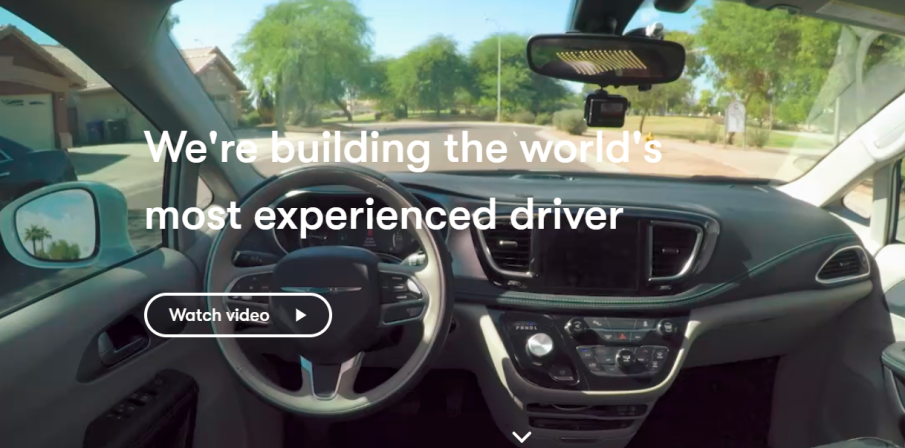 We're building the world's
most experienced driver
Watch video